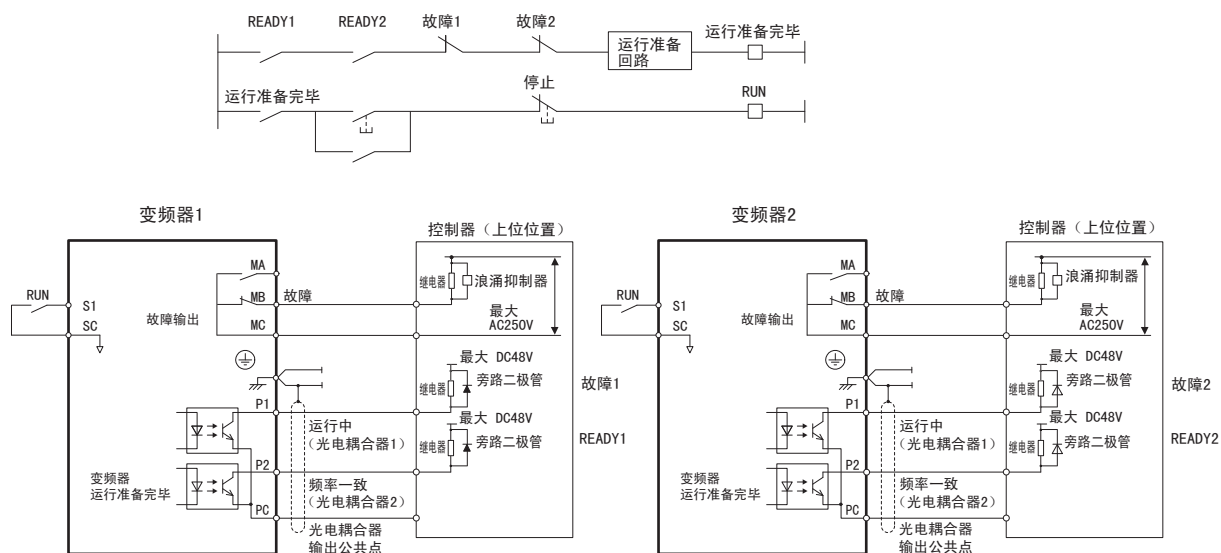 READY1
READY2
故障1
故障2
运行准备
回路
运行准备完毕
运行准备完毕
停止
RUN
变频器1
控制器（上位位置）
MA
继电器
浪涌抑制器
RUN
S1
MB
故障
SC
故障输出
MC
最大
AC250V
最大 DC48V
继电器
旁路二极管
故障1
P1
运行中
（光电耦合器1）
最大 DC48V
继电器
旁路二极管
READY1
P2
变频器
运行准备完毕
频率一致
（光电耦合器2）
PC
光电耦合器
输出公共点
变频器2
控制器（上位位置）
MA
继电器
浪涌抑制器
RUN
S1
MB
故障
SC
故障输出
MC
最大
AC250V
最大 DC48V
继电器
旁路二极管
故障2
P1
运行中
（光电耦合器1）
最大 DC48V
继电器
旁路二极管
READY2
P2
变频器
运行准备完毕
频率一致
（光电耦合器2）
PC
光电耦合器
输出公共点